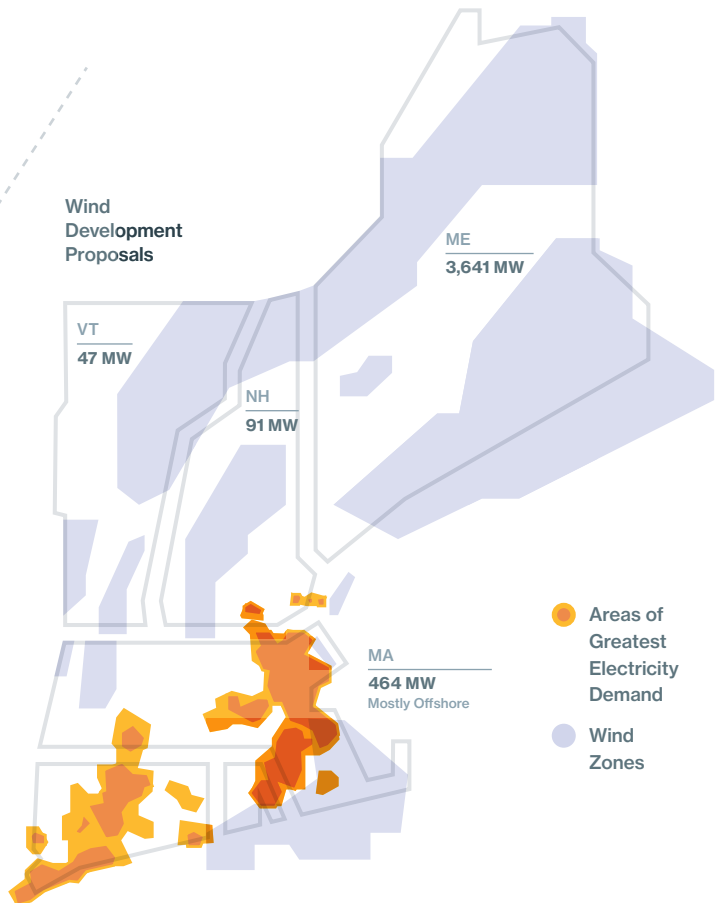 Wind
Development
Proposals
ME
3,641 MW
VT
47 MW
NH
91 MW
MA
464 MW
Mostly Offshore
Areas of
Greatest
Electricity
Demand
Wind
Zones